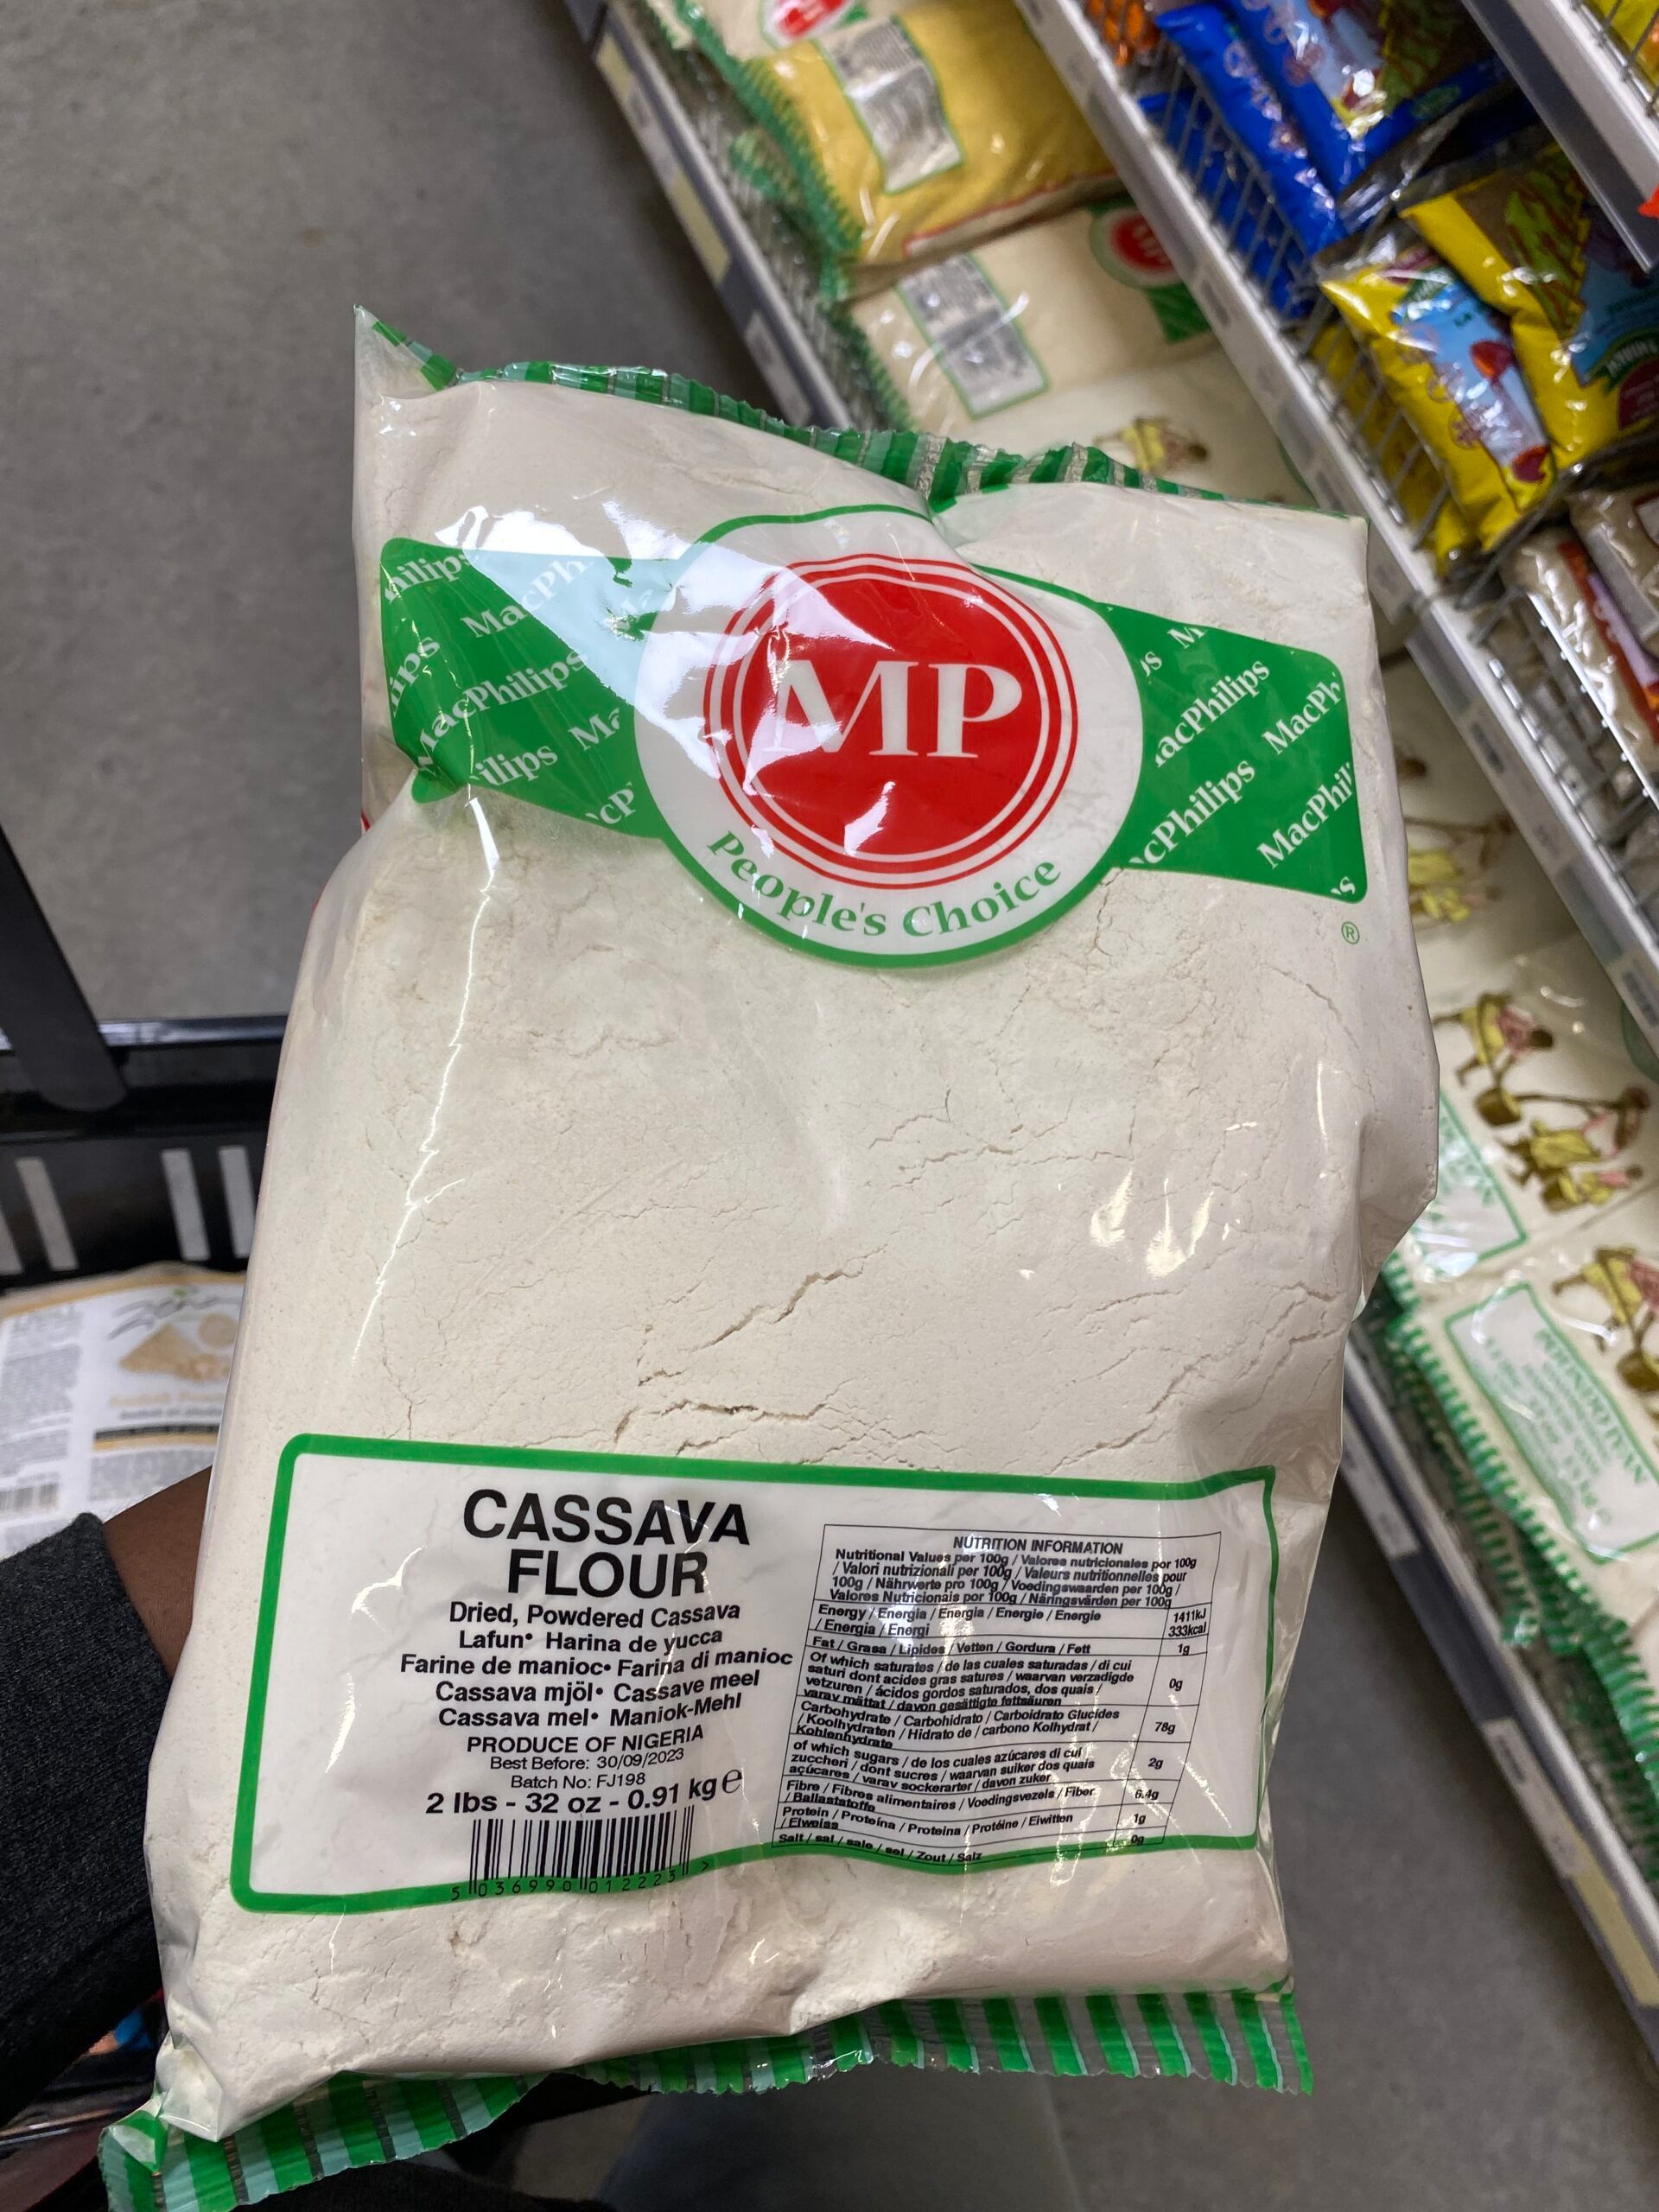 MacPhilips
MP
People's Choice
MacPhilips
®
CASSAVA
FLOUR
Dried, Powdered Cassava
Lafun• Harina de yucca
Farine de manioc• Farina di manioc
Cassava mjöl• Cassave meel
Cassava mel• Maniok-Mehl
PRODUCE OF NIGERIA
Best Before: 30/09/2023
Batch No: FJ198
2 lbs - 32 oz - 0.91 kg e
5 036990 012223 >
NUTRITION INFORMATION
Nutritional Values per 100g / Valores nutricionales por 100g
/ Valori nutrizionali per 100g / Valeurs nutritionnelles pour
100g / Nährwerte pro 100g / Voedingswaarden per 100g /
Valores Nutricionais por 100g / Näringsvärden per 100g
Energy / Energia / Energia / Energie / Energie
/ Energia / Energi
1411kJ
333kcal
Fat / Grasa / Lipides / Vetten / Gordura / Fett
1g
Of which saturates / de las cuales saturadas / di cui
saturi dont acides gras satures / waarvan verzadigde
vetzuren / ácidos gordos saturados, dos quais /
varav mättat / davon gesättigte fettsäuren
0g
Carbohydrate / Carbohidrato / Carboidrato Glucides
/ Koolhydraten / Hidrato de / carbono Kolhydrat /
Kohlenhydrate
78g
of which sugars / de los cuales azúcares di cui
zuccheri / dont sucres / waarvan suiker dos quais
açúcares / varav sockerarter / davon zuker
2g
Fibre / Fibres alimentaires / Voedingsvezels / Fiber
/ Ballaststoffe
6.4g
Protein / Proteína / Proteina / Protéine / Eiwitten
/ Elweiss
1g
Salt / sal / sale / sel / Zout / Salz
0g